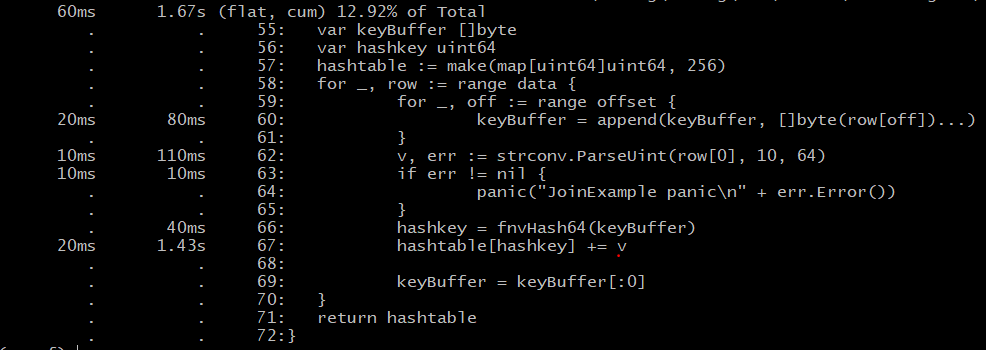 60ms 1.67s (flat, cum) 12.92% of Total
. . 55: var keyBuffer []byte
. . 56: var hashkey uint64
. . 57: hashtable := make(map[uint64]uint64, 256)
. . 58: for _, row := range data {
. . 59: for _, off := range offset {
20ms 80ms 60: keyBuffer = append(keyBuffer, []byte(row[off])...)
. . 61: }
10ms 110ms 62: v, err := strconv.ParseUint(row[0], 10, 64)
10ms 10ms 63: if err != nil {
. . 64: panic("JoinExample panic\n" + err.Error())
. . 65: }
. 40ms 66: hashkey = fnvHash64(keyBuffer)
20ms 1.43s 67: hashtable[hashkey] += v
. . 68:
. . 69: keyBuffer = keyBuffer[:0]
. . 70: }
. . 71: return hashtable
. . 72:}